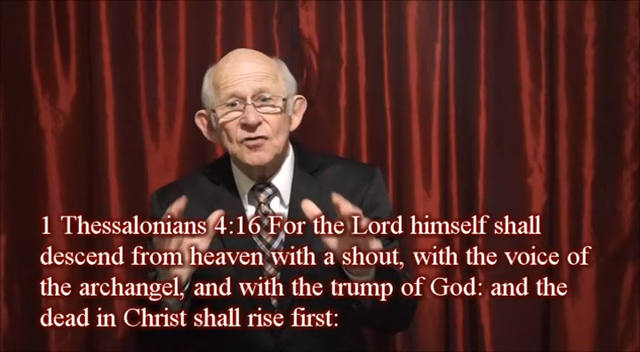 1 Thessalonians 4:16 For the Lord himself shall
descend from heaven with a shout, with the voice of
the archangel, and with the trump of God: and the
dead in Christ shall rise first: